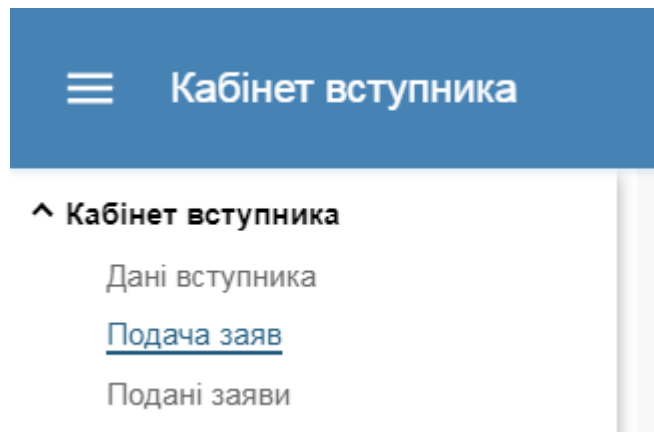 Кабінет вступника
Кабінет вступника
Дані вступника
Подача заяв
Подані заяви